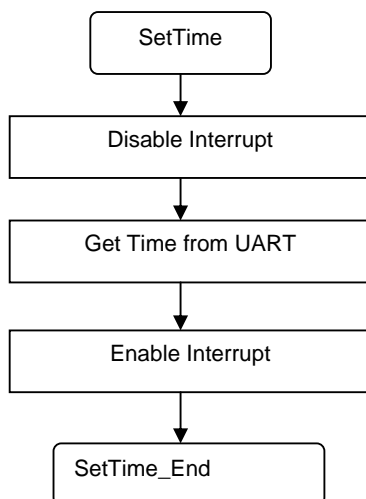 SetTime
Disable Interrupt
Get Time from UART
Enable Interrupt
SetTime_End